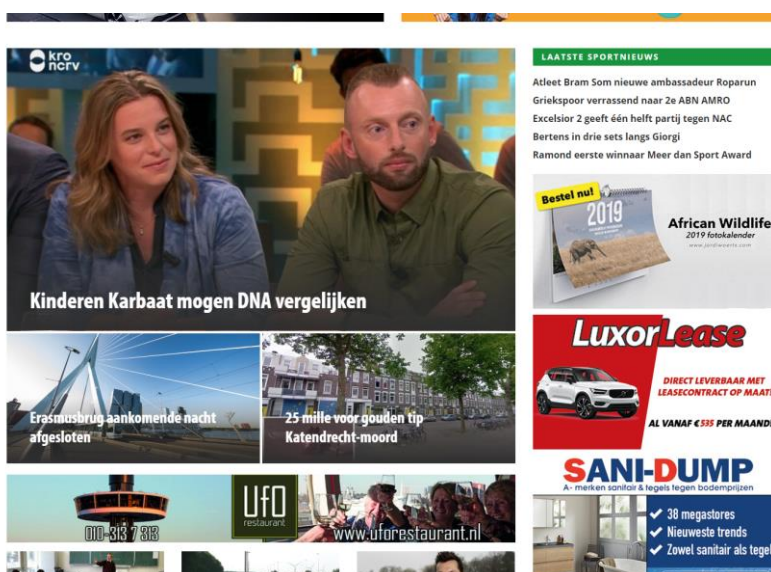 kro
ncrv
Kinderen Karbaat mogen DNA vergelijken
Erasmusbrug aankomende nacht
afgesloten
25 mille voor gouden tip
Katendrecht-moord
UfO
restaurant
010-313 7 313
www.uforestaurant.nl
LAATSTE SPORTNIEUWS
Atleet Bram Som nieuwe ambassadeur Roparun
Griekspoor verrassend naar 2e ABN AMRO
Excelsior 2 geeft één helft partij tegen NAC
Bertens in drie sets langs Giorgi
Ramond eerste winnaar Meer dan Sport Award
Bestel nu!
2019
African Wildlife
2019 fotokalender
www.jordiwaerts.com
LuxorLease
DIRECT LEVERBAAR MET
LEASECONTRACT OP MAAT!
AL VANAF € 535 PER MAAND!
SANI-DUMP
A- merken sanitair & tegels tegen bodemprijzen
38 megastores
Nieuwste trends
Zowel sanitair als tegel